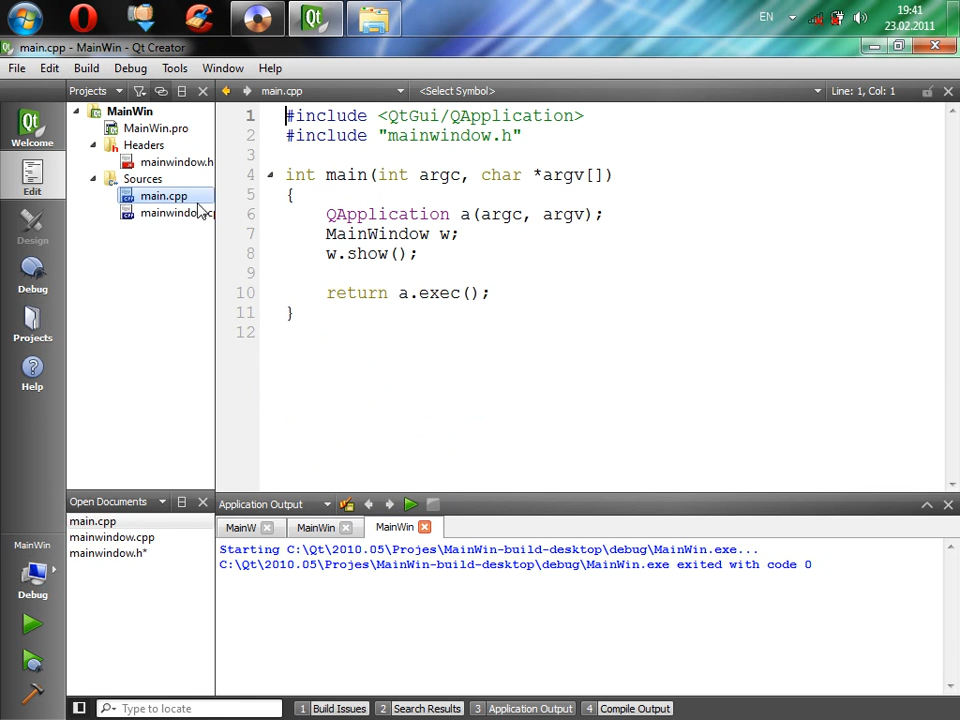 EN
19:41
23.02.2011
main.cpp - MainWin - Qt Creator
File Edit Build Debug Tools Window Help
Projects
main.cpp
<Select Symbol>
Line: 1, Col: 1
Welcome
Edit
Design
Debug
Projects
Help
MainWin
MainWin.pro
Headers
mainwindow.h
Sources
main.cpp
mainwindow.cp
1 #include <QtGui/QApplication>
2 #include "mainwindow.h"
3
4 int main(int argc, char *argv[])
5 {
6 QApplication a(argc, argv);
7 MainWindow w;
8 w.show();
9
10 return a.exec();
11 }
12
Open Documents
main.cpp
mainwindow.cpp
mainwindow.h*
MainWin
Debug
Application Output
MainW MainWin MainWin
Starting C:\Qt\2010.05\Projes\MainWin-build-desktop\debug\MainWin.exe...
C:\Qt\2010.05\Projes\MainWin-build-desktop\debug\MainWin.exe exited with code 0
Type to locate
1 Build Issues 2 Search Results 3 Application Output 4 Compile Output